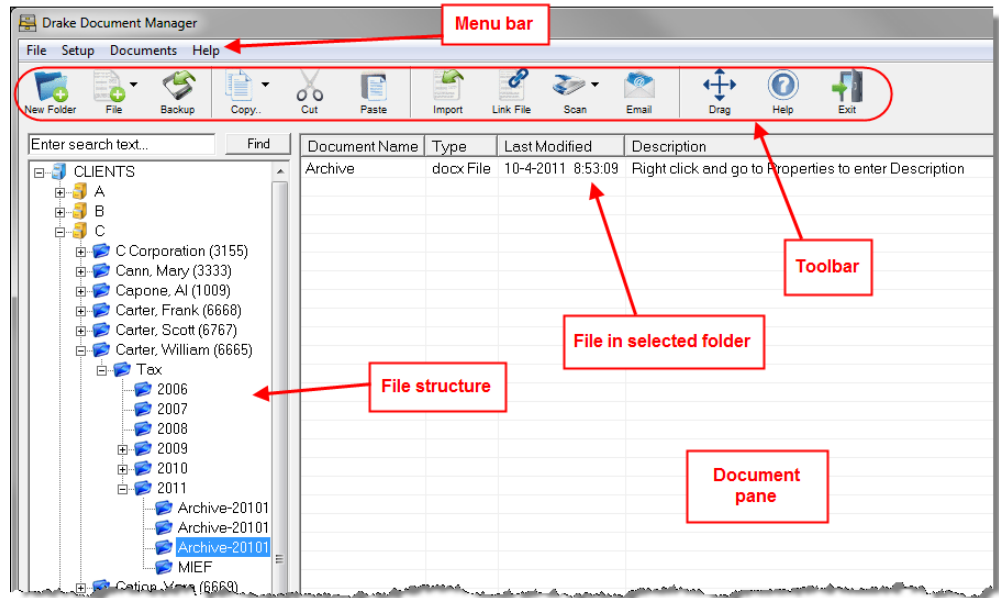 Drake Document Manager
Menu bar
File Setup Documents Help
New Folder File Backup Copy.. Cut Paste Import Link File Scan Email Drag Help Exit
Enter search text... Find
Document Name Type Last Modified Description
Archive docx File 10-4-2011 8:53:09 Right click and go to Properties to enter Description
CLIENTS
A
B
C
C Corporation (3155)
Cann, Mary (3333)
Capone, Al (1009)
Carter, Frank (6668)
Carter, Scott (6767)
Carter, William (6665)
Tax
2006
2007
2008
2009
2010
2011
Archive-20101
Archive-20101
Archive-20101
MIEF
(6669)
Toolbar
File in selected folder
File structure
Document
pane